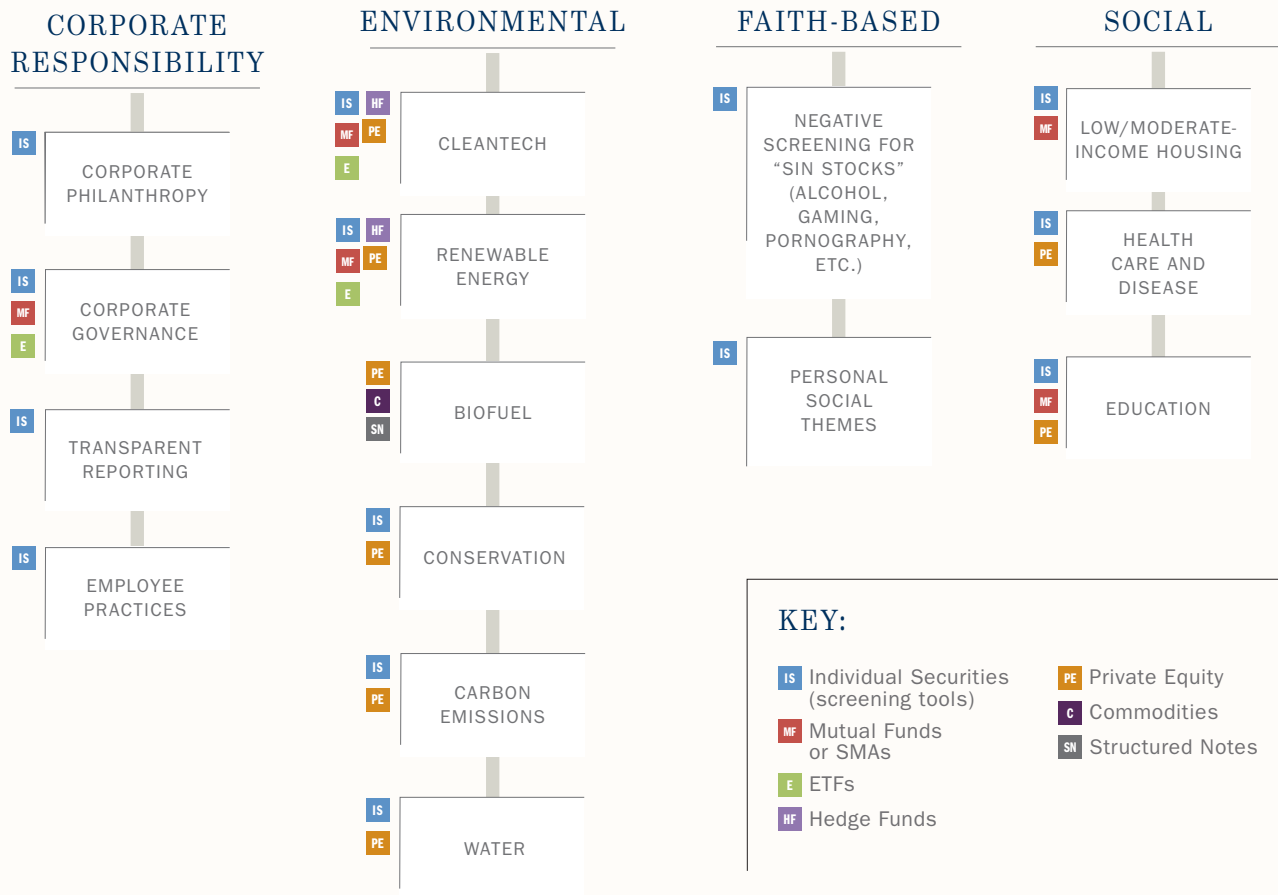 CORPORATE
RESPONSIBILITY
IS
CORPORATE
PHILANTHROPY
IS
MF
E
CORPORATE
GOVERNANCE
IS
TRANSPARENT
REPORTING
IS
EMPLOYEE
PRACTICES
ENVIRONMENTAL
IS HF
MF PE
E
CLEANTECH
IS HF
MF PE
E
RENEWABLE
ENERGY
PE
C
SN
BIOFUEL
IS
PE
CONSERVATION
IS
PE
CARBON
EMISSIONS
IS
PE
WATER
FAITH-BASED
IS
NEGATIVE
SCREENING FOR
“SIN STOCKS”
(ALCOHOL,
GAMING,
PORNOGRAPHY,
ETC.)
IS
PERSONAL
SOCIAL
THEMES
SOCIAL
IS
MF
LOW/MODERATE-
INCOME HOUSING
IS
PE
HEALTH
CARE AND
DISEASE
IS
MF
PE
EDUCATION
KEY:
IS Individual Securities
(screening tools)
MF Mutual Funds
or SMAs
E ETFs
HF Hedge Funds
PE Private Equity
C Commodities
SN Structured Notes